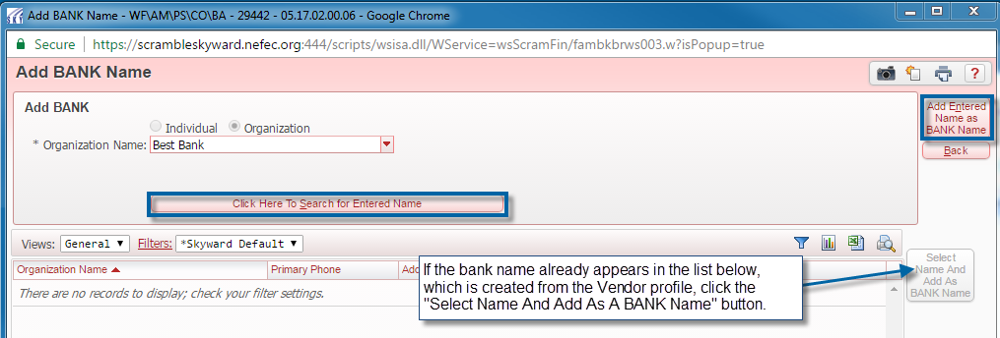 Add BANK Name - WF\AM\PS\CO\BA - 29442 - 05.17.02.00.06 - Google Chrome
Secure https://scrambleskyward.nefec.org:444/scripts/wsisa.dll/WService=wsScramFin/fambkbrws003.w?isPopup=true
Add BANK Name
?
Add BANK
Individual Organization
* Organization Name: Best Bank
Click Here To Search for Entered Name
Add Entered
Name as
BANK Name
Back
Views: General Filters: *Skyward Default
Organization Name Primary Phone
There are no records to display; check your filter settings.
If the bank name already appears in the list below,
which is created from the Vendor profile, click the
"Select Name And Add As A BANK Name" button.
Select
Name And
Add As
BANK Name